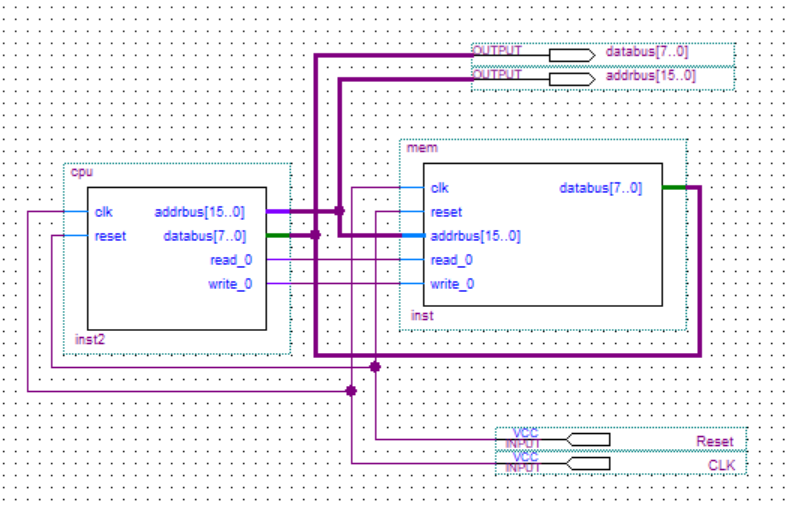 OUTPUT databus[7..0]
OUTPUT addrbus[15..0]
mem
cpu
clk databus[7..0]
clk addrbus[15..0]
reset
reset databus[7..0]
addrbus[15..0]
read_0
read_0
write_0
write_0
inst
inst2
VCC
INPUT Reset
VCC
INPUT CLK